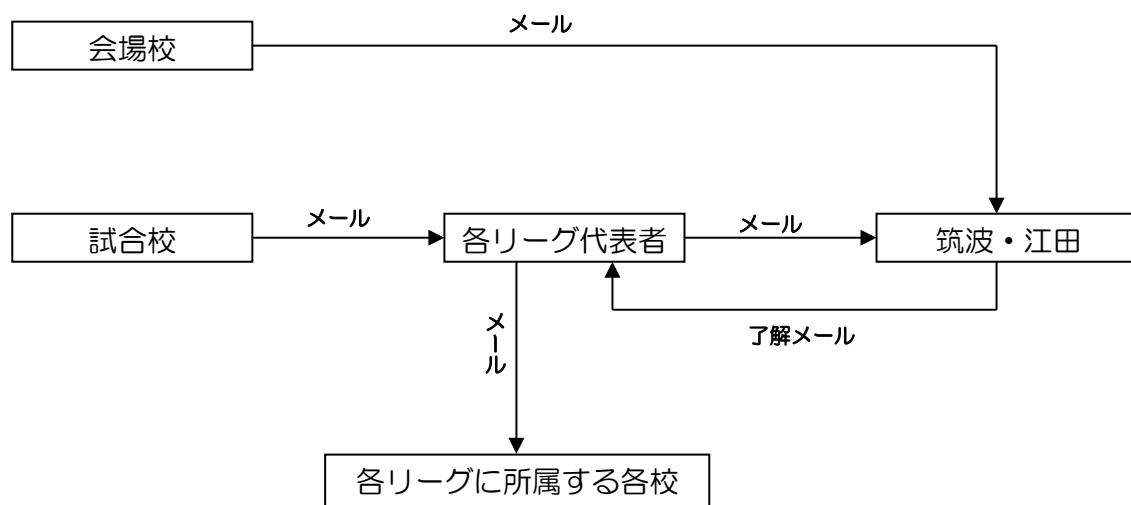 メール
会場校
試合校
メール
各リーグ代表者
メール
筑波・江田
メール
了解メール
各リーグに所属する各校